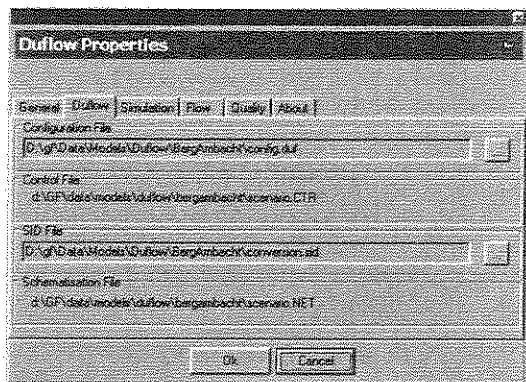 Duflow Properties
General Duflow Simulation Flow Quality About
Configuration File
D:\gf\Data\Models\Duflow\BergAmbacht\config.duf
...
Control File
d:\GF\data\models\duflow\bergambacht\scenario.CTR
SID File
D:\gf\Data\Models\Duflow\BergAmbacht\conversion.sid
...
Schematisation File
d:\GF\data\models\duflow\bergambacht\scenario.NET
Ok Cancel